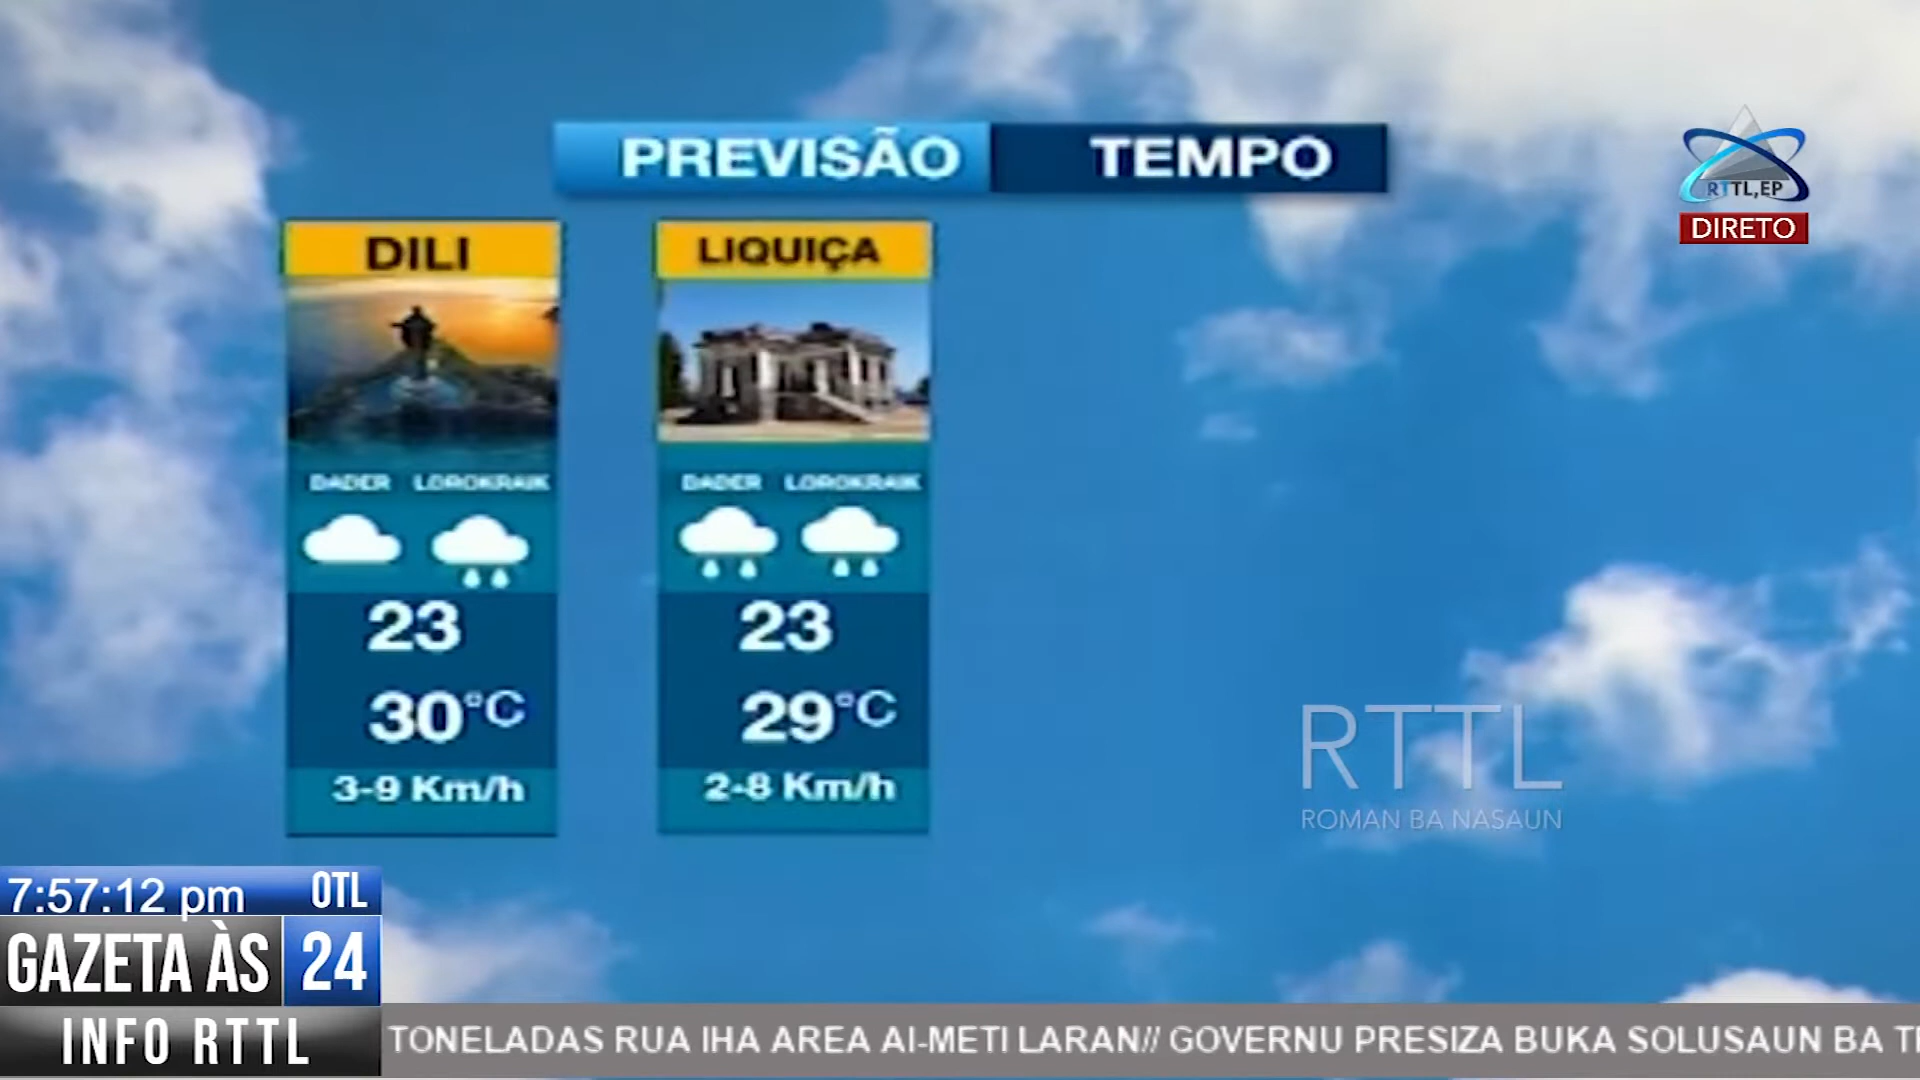 PREVISÃO TEMPO
RTTL,EP
DIRETO
DILI
DADER LOROKRAIK
23
30°C
3-9 Km/h
LIQUIÇA
DADER LOROKRAIK
23
29°C
2-8 Km/h
RTTL
ROMAN BA NASAUN
7:57:12 pm OTL
GAZETA ÀS 24
INFO RTTL
TONELADAS RUA IHA AREA AI-METI LARAN// GOVERNU PRESIZA BUKA SOLUSAUN BA